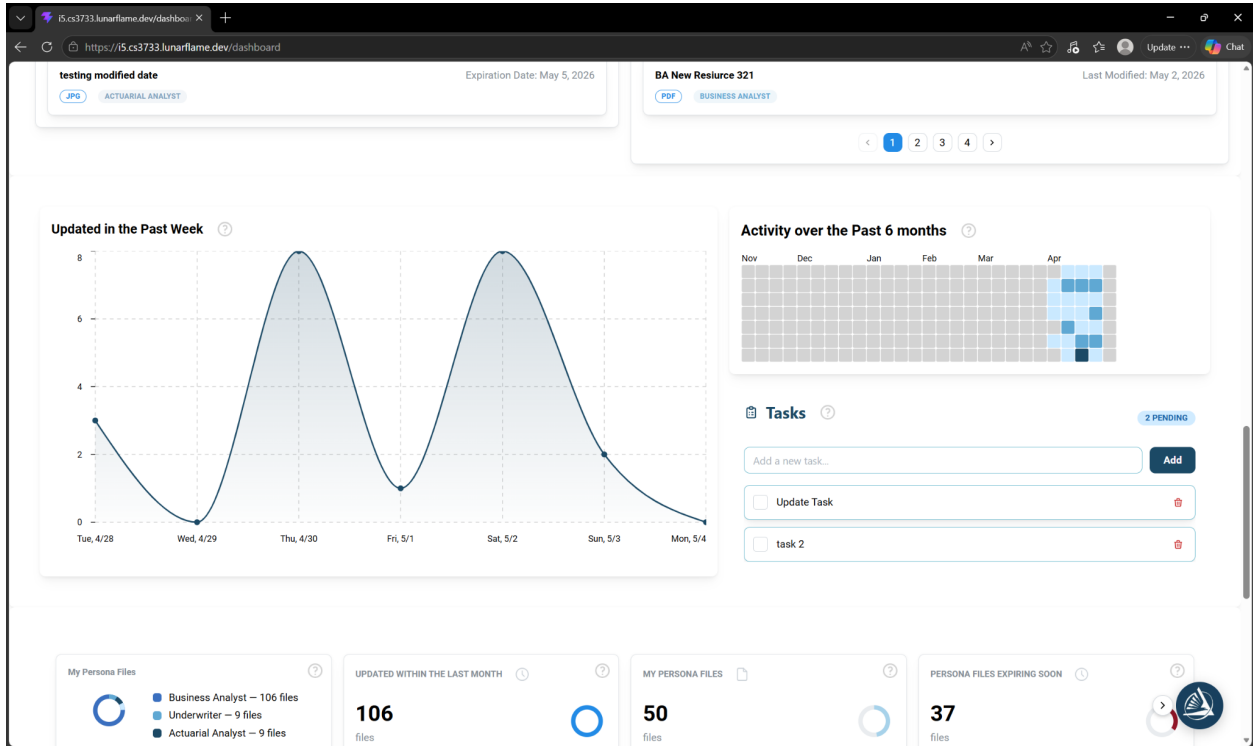 i5.cs3733.lunarflame.dev/dashboar
https://i5.cs3733.lunarflame.dev/dashboard
Update
Chat
testing modified date
Expiration Date: May 5, 2026
JPG
ACTUARIAL ANALYST
BA New Resiurce 321
Last Modified: May 2, 2026
PDF
BUSINESS ANALYST
1 2 3 4
Updated in the Past Week
8
6
4
2
0
Tue, 4/28 Wed, 4/29 Thu, 4/30 Fri, 5/1 Sat, 5/2 Sun, 5/3 Mon, 5/4
Activity over the Past 6 months
Nov Dec Jan Feb Mar Apr
Tasks
2 PENDING
Add a new task...
Add
Update Task
task 2
My Persona Files
Business Analyst — 106 files
Underwriter — 9 files
Actuarial Analyst — 9 files
UPDATED WITHIN THE LAST MONTH
106
files
MY PERSONA FILES
50
files
PERSONA FILES EXPIRING SOON
37
files